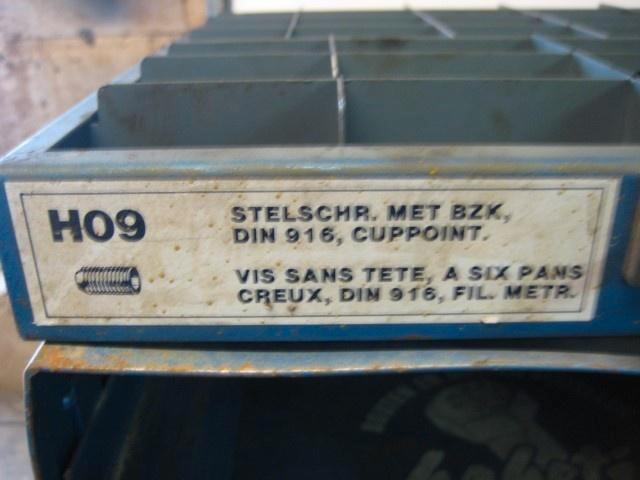 H09
STELSCHR. MET BZK,
DIN 916, CUPPOINT.
VIS SANS TETE, A SIX PANS
CREUX, DIN 916, FIL. METR.